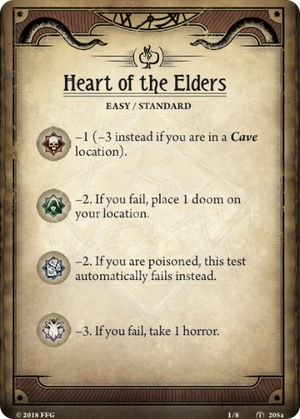 Heart of the Elders
EASY / STANDARD
–1 (–3 instead if you are in a Cave
location).
–2. If you fail, place 1 doom on
your location.
–2. If you are poisoned, this test
automatically fails instead.
–3. If you fail, take 1 horror.
© 2018 FFG
1/8
205a